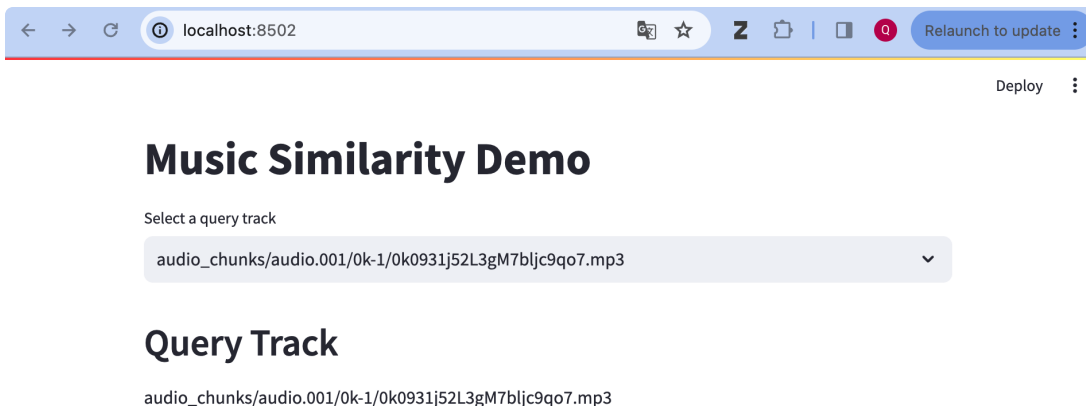 localhost:8502
Z
Q
Relaunch to update
Deploy
Music Similarity Demo
Select a query track
audio_chunks/audio.001/0k-1/0k0931j52L3gM7bljc9qo7.mp3
Query Track
audio_chunks/audio.001/0k-1/0k0931j52L3gM7bljc9qo7.mp3